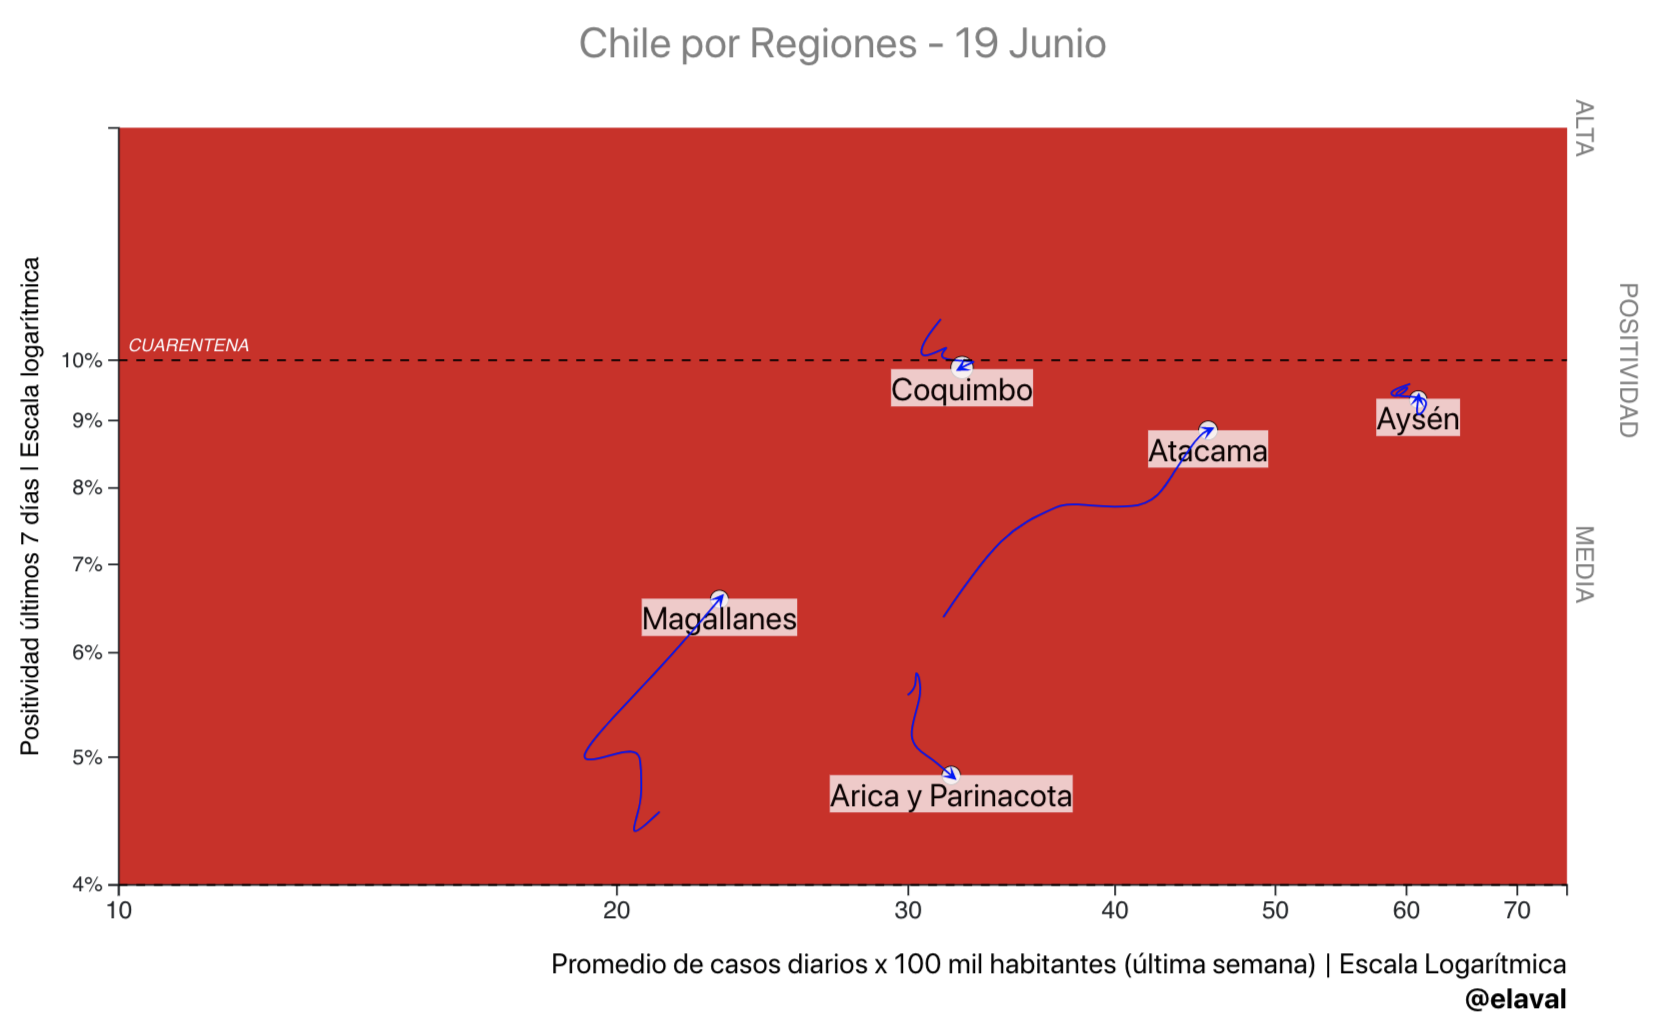 Chile por Regiones - 19 Junio
ALTA
POSITIVIDAD
MEDIA
Positividad últimos 7 días I Escala logarítmica
CUARENTENA
10%
9%
8%
7%
6%
5%
4%
Coquimbo
Aysén
Atacama
Magallanes
Arica y Parinacota
10 20 30 40 50 60 70
Promedio de casos diarios x 100 mil habitantes (última semana) | Escala Logarítmica
@elaval